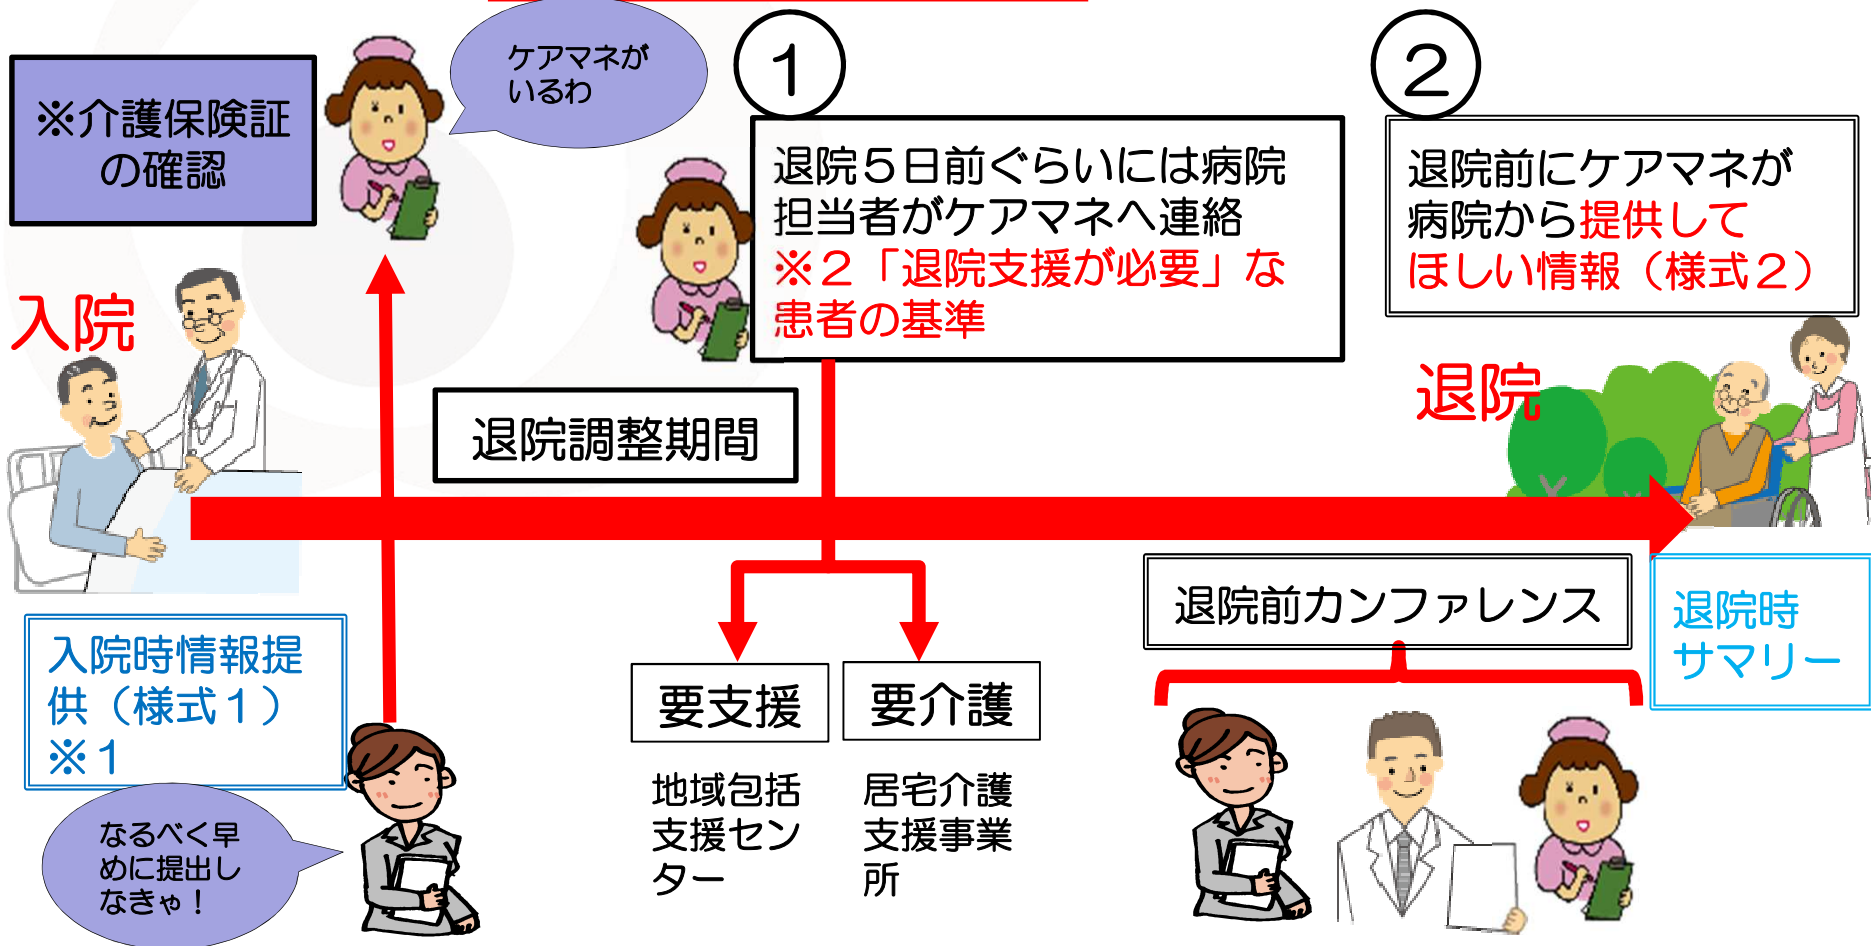 ケアマネが
いるわ
※介護保険証
の確認
①
退院５日前ぐらいには病院
担当者がケアマネへ連絡
※２「退院支援が必要」な
患者の基準
②
退院前にケアマネが
病院から提供して
ほしい情報（様式２）
入院
退院
退院調整期間
入院時情報提
供（様式１）
※１
なるべく早
めに提出し
なきゃ！
要支援
地域包括
支援セン
ター
要介護
居宅介護
支援事業
所
退院前カンファレンス
退院時
サマリー